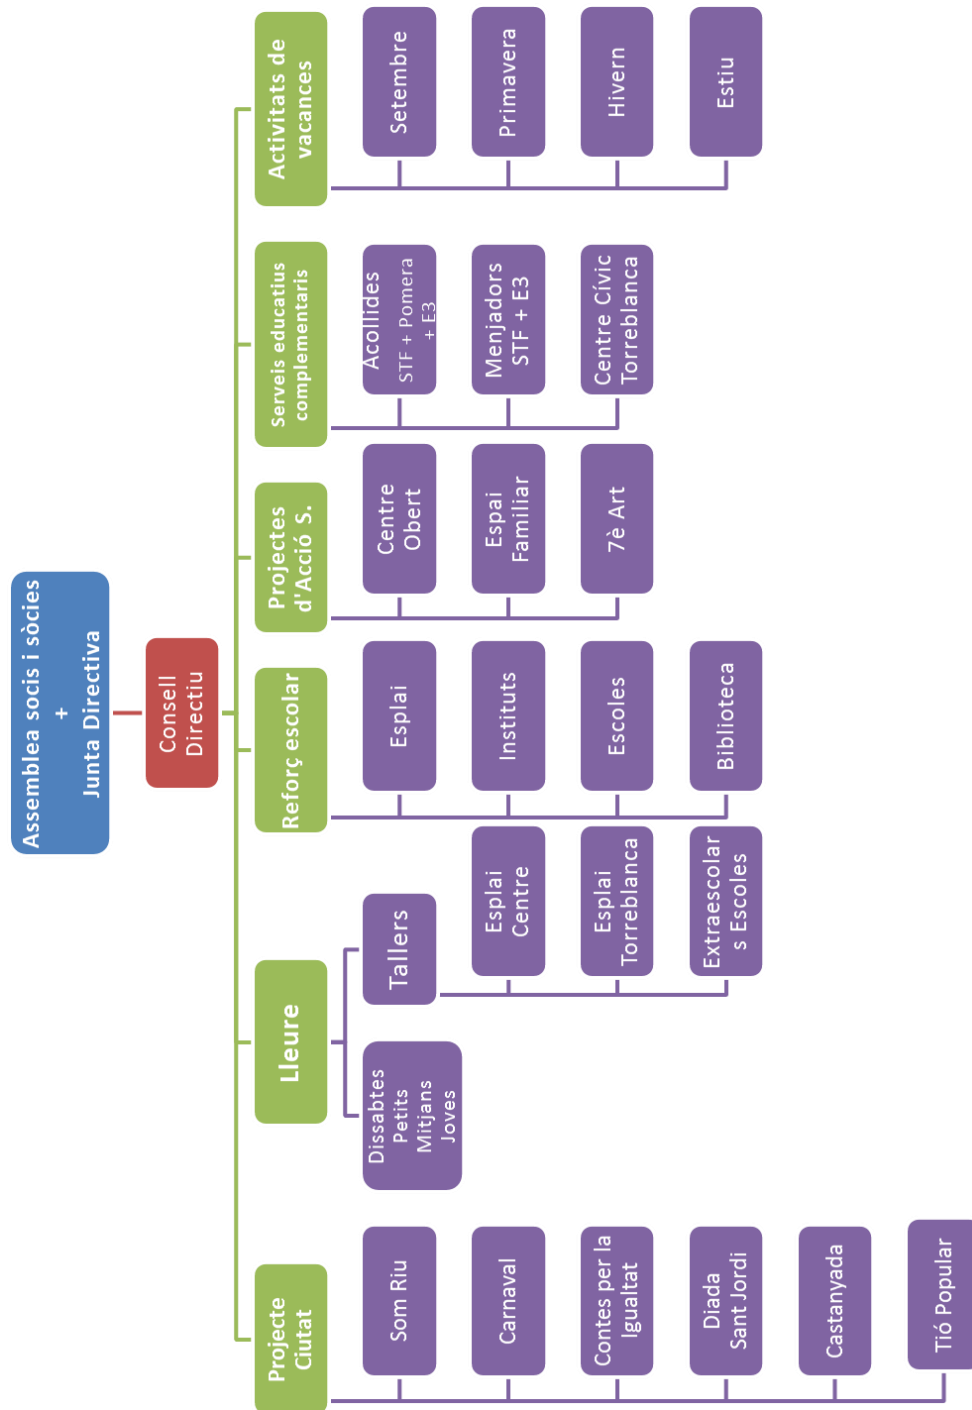 Assemblea socis i sòcies
+
Junta Directiva
Consell
Directiu
Projecte
Ciutat
Som Riu
Carnaval
Contes per la
Igualtat
Diada
Sant Jordi
Castanyada
Tió Popular
Lleure
Dissabtes
Petits
Mitjans
Joves
Tallers
Esplai
Centre
Esplai
Torreblanca
Extraescolar
s Escoles
Reforç escolar
Esplai
Instituts
Escoles
Biblioteca
Projectes
d'Acció S.
Centre
Obert
Espai
Familiar
7è Art
Serveis educatius
complementaris
Acollides
STF + Pomera
+ E3
Menjadors
STF + E3
Centre Cívic
Torreblanca
Activitats de
vacances
Setembre
Primavera
Hivern
Estiu